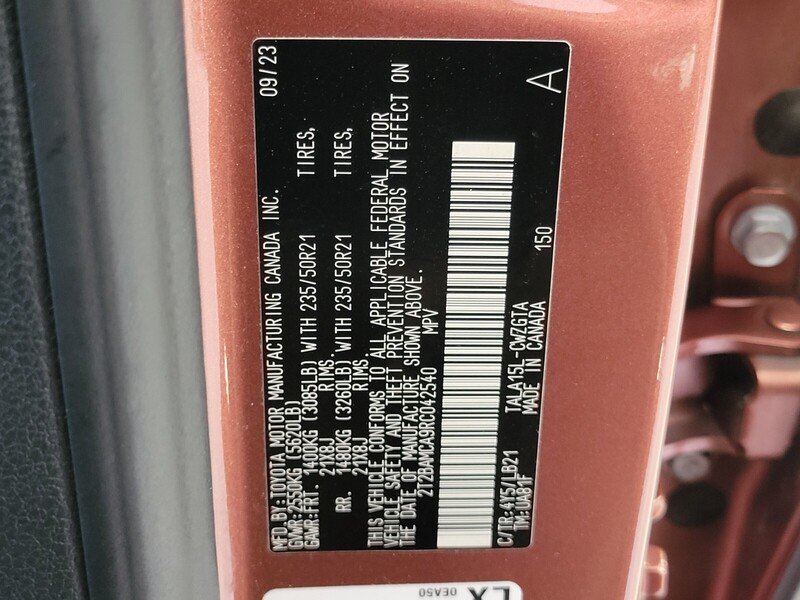 MFD.BY:TOYOTA MOTOR MANUFACTURING CANADA INC. 09/23
GVWR:2550KG (5620LB)
GAWR:FRT. 1400KG (3085LB) WITH 235/50R21 TIRES,
21X8J RIMS.
RR. 1480KG (3260LB) WITH 235/50R21 TIRES,
21X8J RIMS.
THIS VEHICLE CONFORMS TO ALL APPLICABLE FEDERAL MOTOR
VEHICLE SAFETY AND THEFT PREVENTION STANDARDS IN EFFECT ON
THE DATE OF MANUFACTURE SHOWN ABOVE.
2T2BAMCA9RC042540 MPV
C/TR:4Y5/LB21 TALA15L-CWZGTA 150 A
TM:UA81F MADE IN CANADA
LX
0EA50